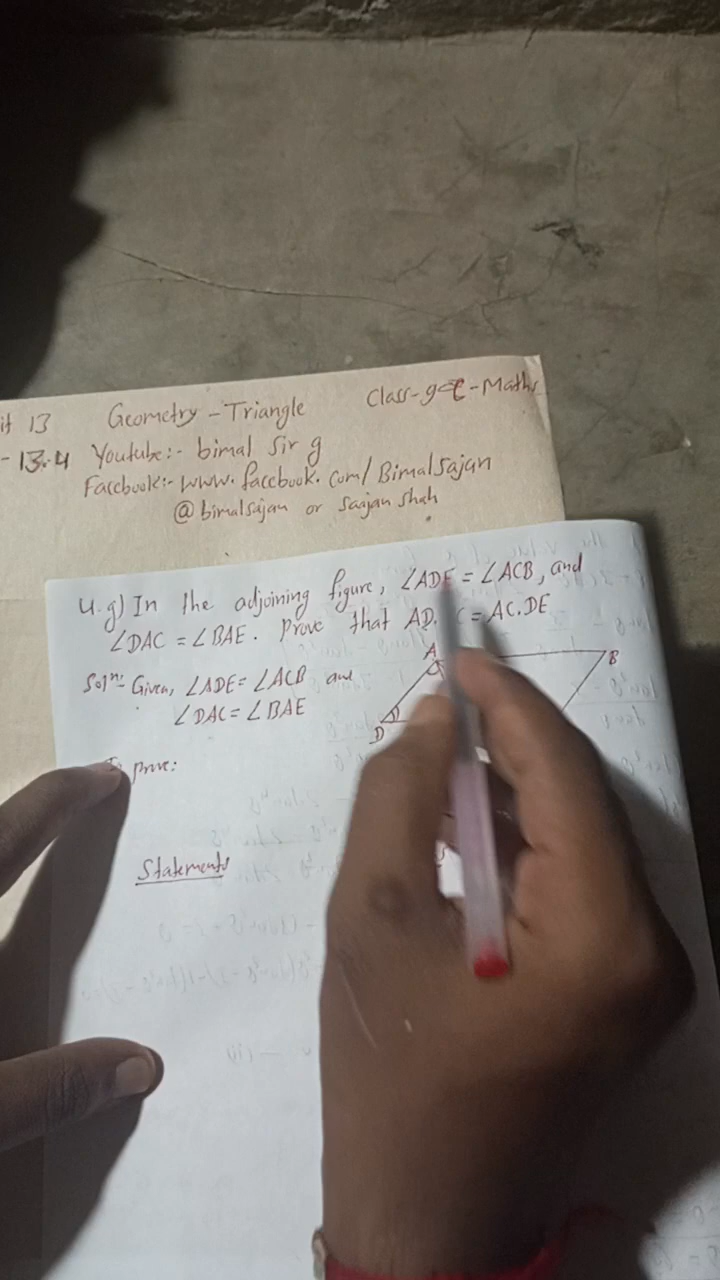 it 13 Geometry - Triangle Class-9 - Maths
- 13.4 Youtube:- bimal Sir g
Facebook:- www.facebook.com/Bimalsajan
@bimalsajan or Saajan Shah
4.g) In the adjoining figure, ∠ADE = ∠ACB, and
∠DAC = ∠BAE. Prove that AD. C = AC.DE
Solⁿ:- Given, ∠ADE = ∠ACB and
∠DAC = ∠BAE
A B
D
prove:
Statements